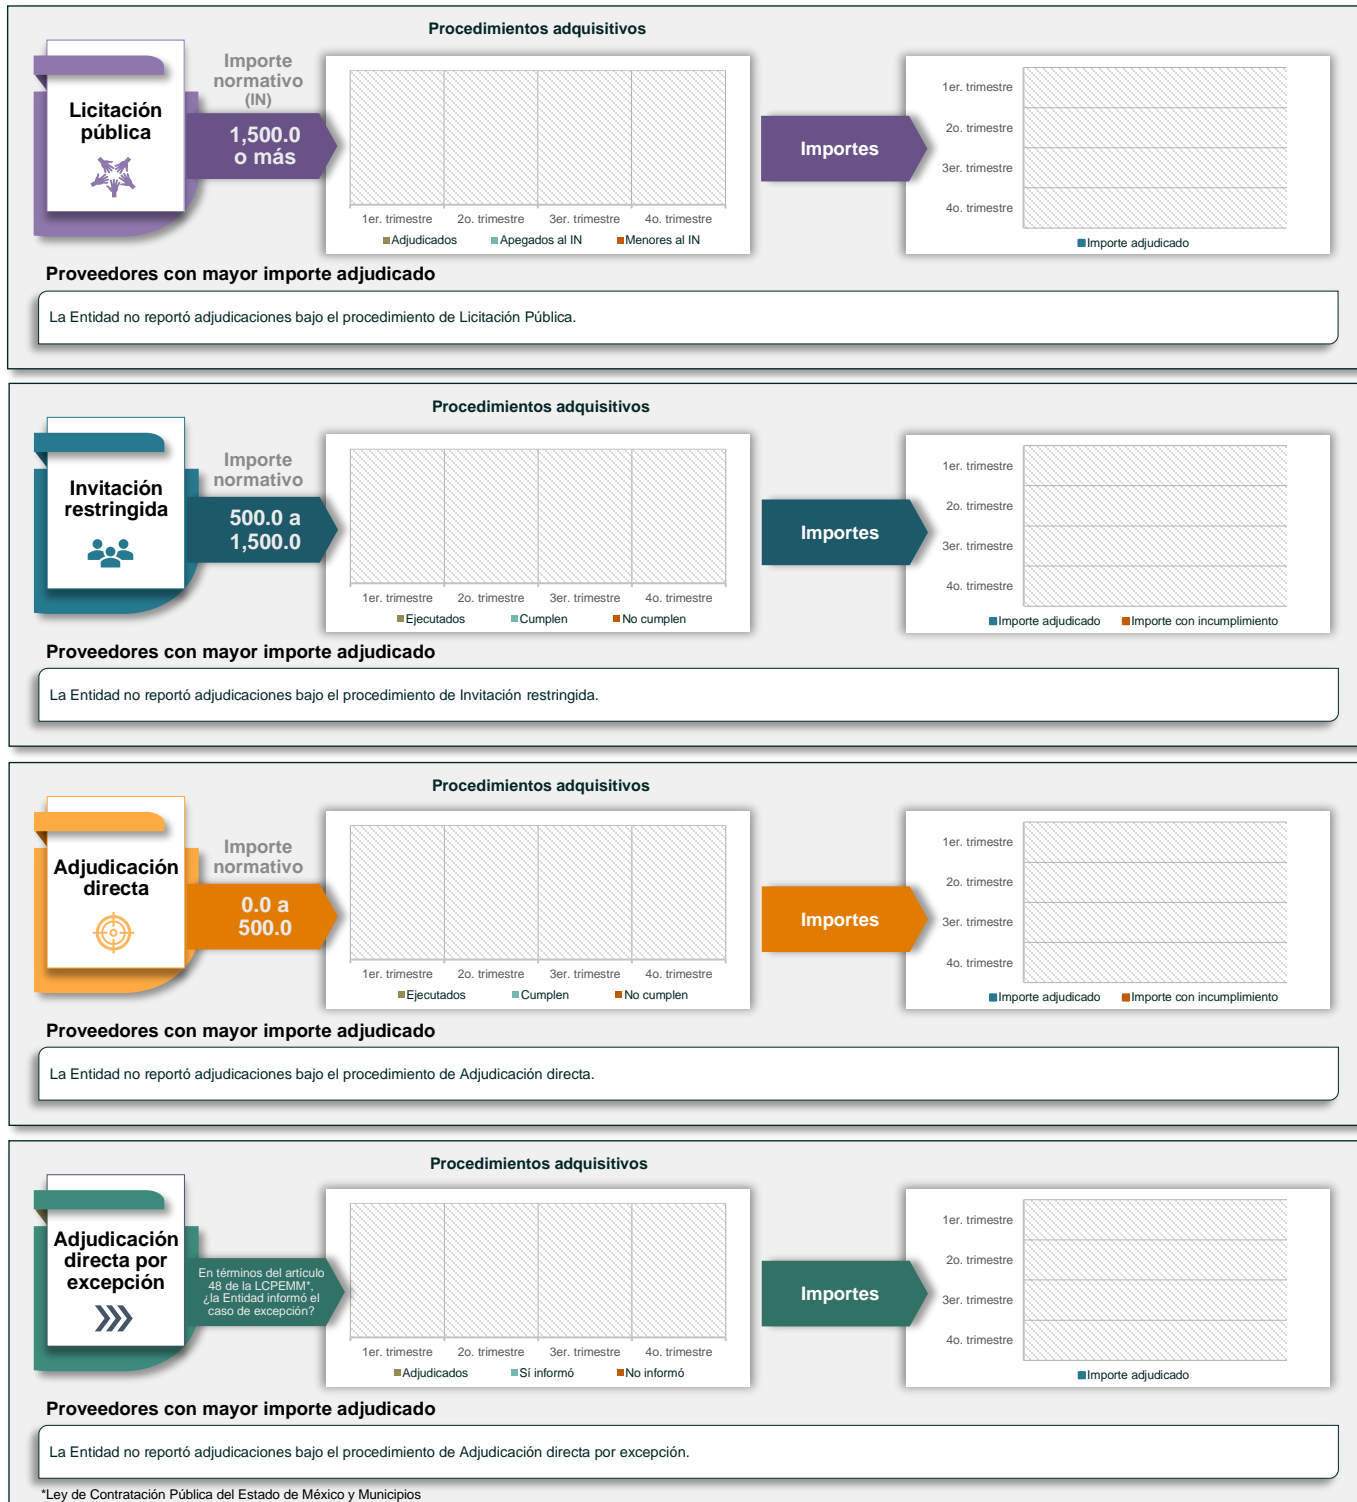 Procedimientos adquisitivos
Licitación
pública
Importe
normativo
(IN)
1,500.0
o más
1er. trimestre
2o. trimestre
3er. trimestre
4o. trimestre
Adjudicados
Apegados al IN
Menores al IN
Importes
1er. trimestre
2o. trimestre
3er. trimestre
4o. trimestre
Importe adjudicado
Proveedores con mayor importe adjudicado
La Entidad no reportó adjudicaciones bajo el procedimiento de Licitación Pública.
Procedimientos adquisitivos
Invitación
restringida
Importe
normativo
500.0 a
1,500.0
1er. trimestre
2o. trimestre
3er. trimestre
4o. trimestre
Ejecutados
Cumplen
No cumplen
Importes
1er. trimestre
2o. trimestre
3er. trimestre
4o. trimestre
Importe adjudicado
Importe con incumplimiento
Proveedores con mayor importe adjudicado
La Entidad no reportó adjudicaciones bajo el procedimiento de Invitación restringida.
Procedimientos adquisitivos
Adjudicación
directa
Importe
normativo
0.0 a
500.0
1er. trimestre
2o. trimestre
3er. trimestre
4o. trimestre
Ejecutados
Cumplen
No cumplen
Importes
1er. trimestre
2o. trimestre
3er. trimestre
4o. trimestre
Importe adjudicado
Importe con incumplimiento
Proveedores con mayor importe adjudicado
La Entidad no reportó adjudicaciones bajo el procedimiento de Adjudicación directa.
Procedimientos adquisitivos
Adjudicación
directa por
excepción
En términos del artículo
48 de la LCPEMM*,
¿la Entidad informó el
caso de excepción?
1er. trimestre
2o. trimestre
3er. trimestre
4o. trimestre
Adjudicados
Sí informó
No informó
Importes
1er. trimestre
2o. trimestre
3er. trimestre
4o. trimestre
Importe adjudicado
Proveedores con mayor importe adjudicado
La Entidad no reportó adjudicaciones bajo el procedimiento de Adjudicación directa por excepción.
*Ley de Contratación Pública del Estado de México y Municipios